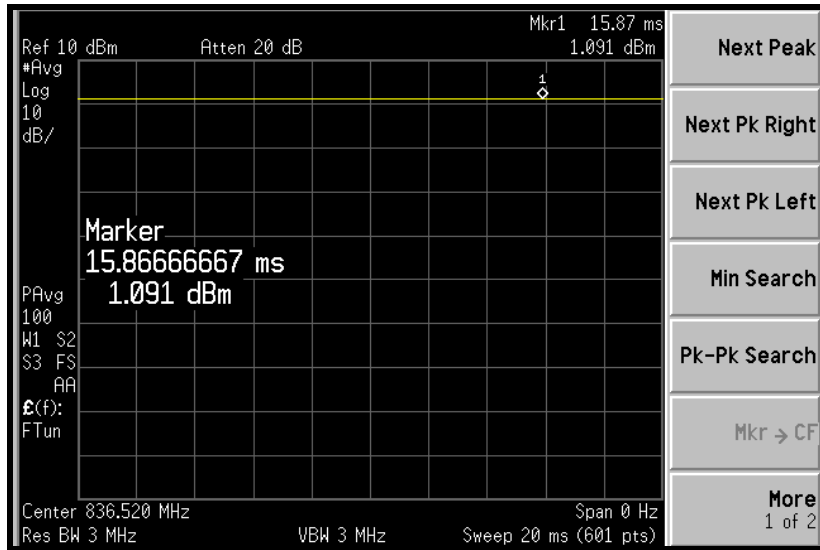 Mkr1 15.87 ms
Ref 10 dBm Atten 20 dB 1.091 dBm
#Avg
Log
10
dB/
1
Marker
15.86666667 ms
1.091 dBm
PAvg
100
W1 S2
S3 FS
AA
£(f):
FTun
Center 836.520 MHz Span 0 Hz
Res BW 3 MHz VBW 3 MHz Sweep 20 ms (601 pts)
Next Peak
Next Pk Right
Next Pk Left
Min Search
Pk-Pk Search
Mkr → CF
More
1 of 2